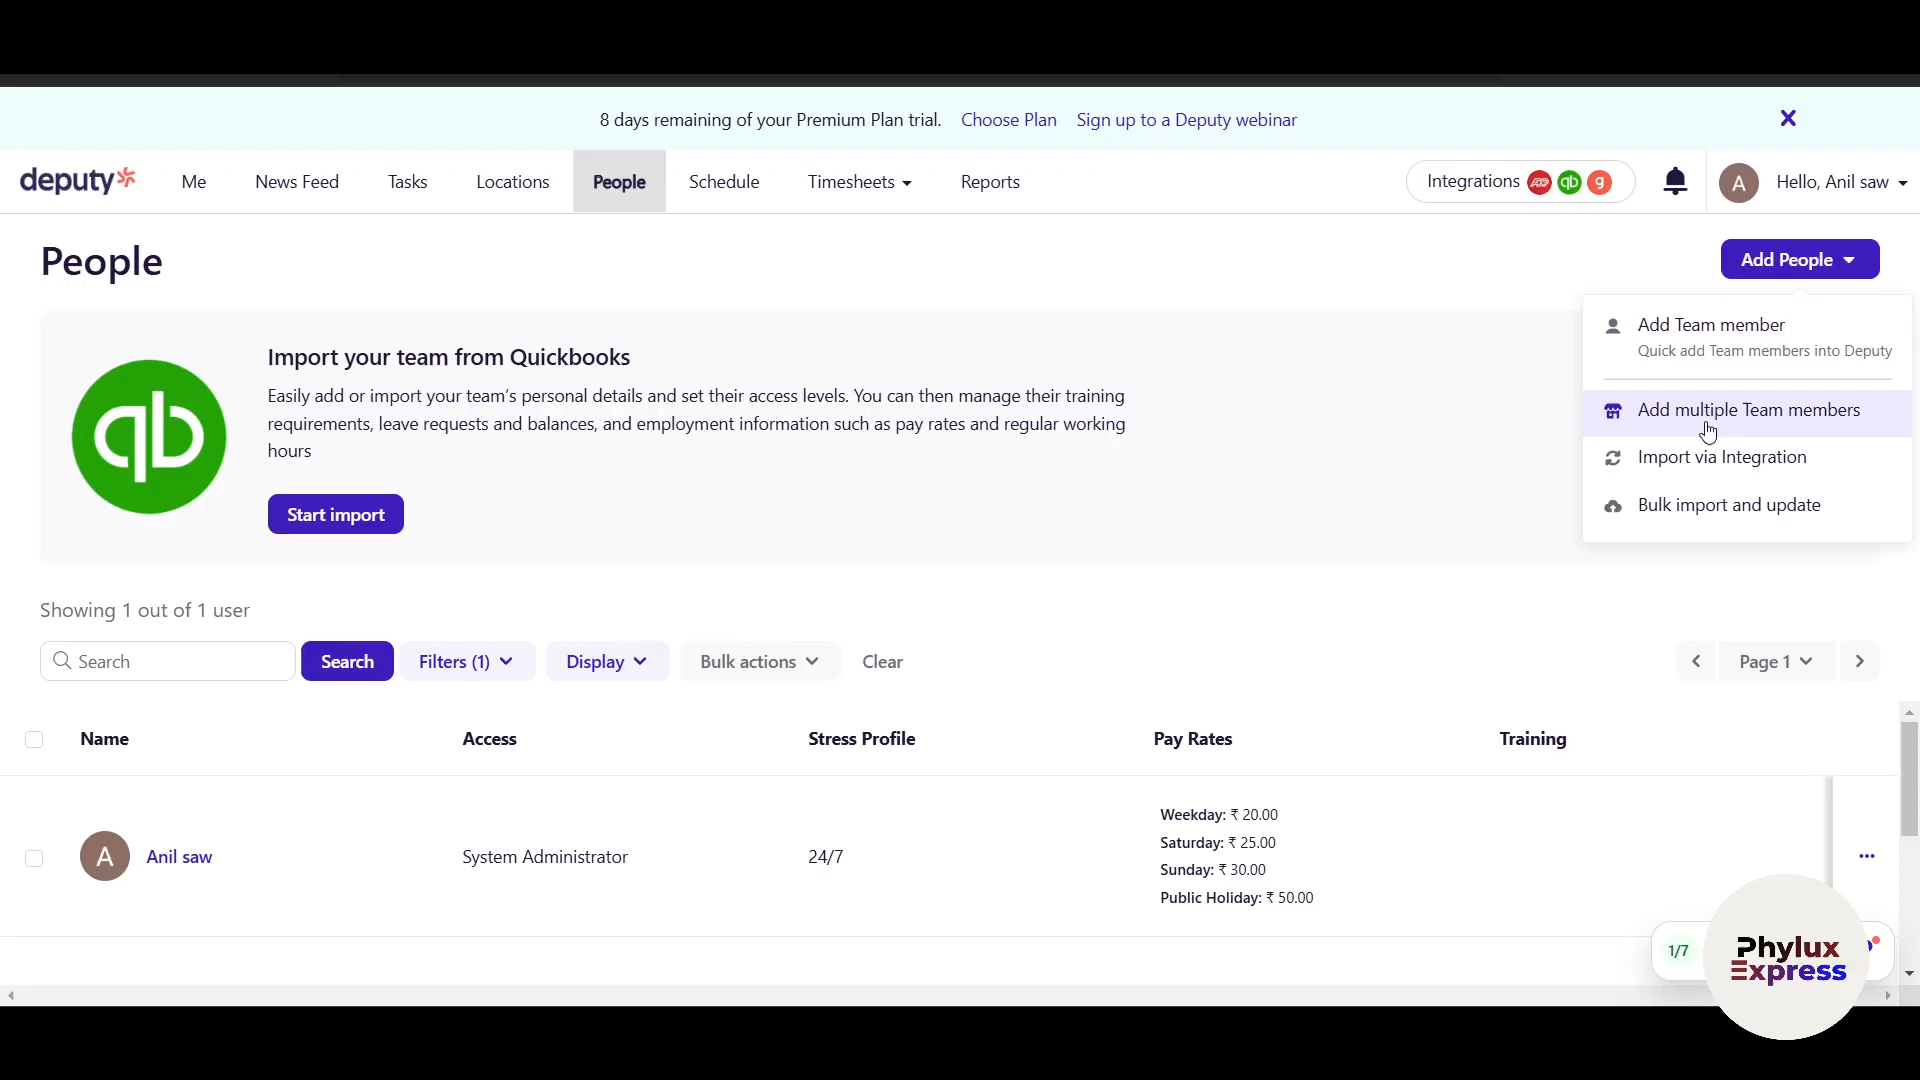 8 days remaining of your Premium Plan trial. Choose Plan Sign up to a Deputy webinar
deputy Me News Feed Tasks Locations People Schedule Timesheets Reports Integrations ADP qb g A Hello, Anil saw
People
Add People
Add Team member
Quick add Team members into Deputy
Add multiple Team members
Import via Integration
Bulk import and update
qb
Import your team from Quickbooks
Easily add or import your team's personal details and set their access levels. You can then manage their training
requirements, leave requests and balances, and employment information such as pay rates and regular working
hours
Start import
Showing 1 out of 1 user
Search Search Filters (1) Display Bulk actions Clear Page 1
Name Access Stress Profile Pay Rates Training
A Anil saw System Administrator 24/7
Weekday: ₹ 20.00
Saturday: ₹ 25.00
Sunday: ₹ 30.00
Public Holiday: ₹ 50.00
1/7
Phylux
Express